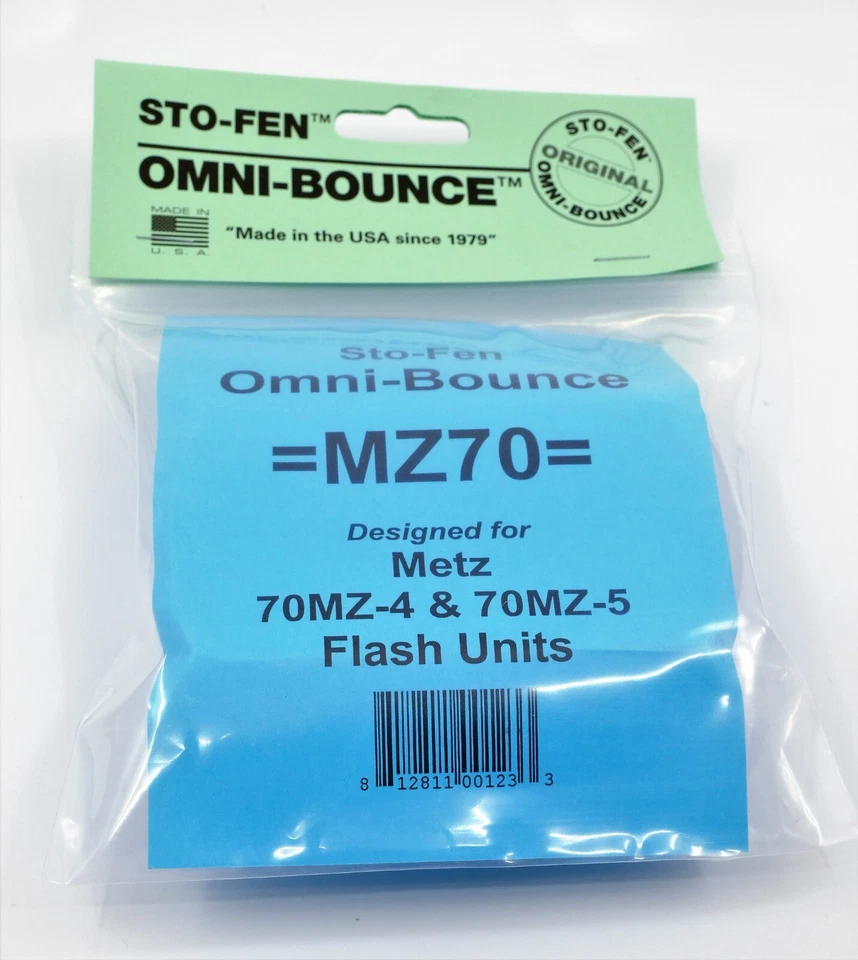 STO-FEN™
OMNI-BOUNCE™
MADE IN
U. S. A.
"Made in the USA since 1979"
STO-FEN
ORIGINAL
OMNI-BOUNCE
Sto-Fen
Omni-Bounce
=MZ70=
Designed for
Metz
70MZ-4 & 70MZ-5
Flash Units
8 12811 00123 3